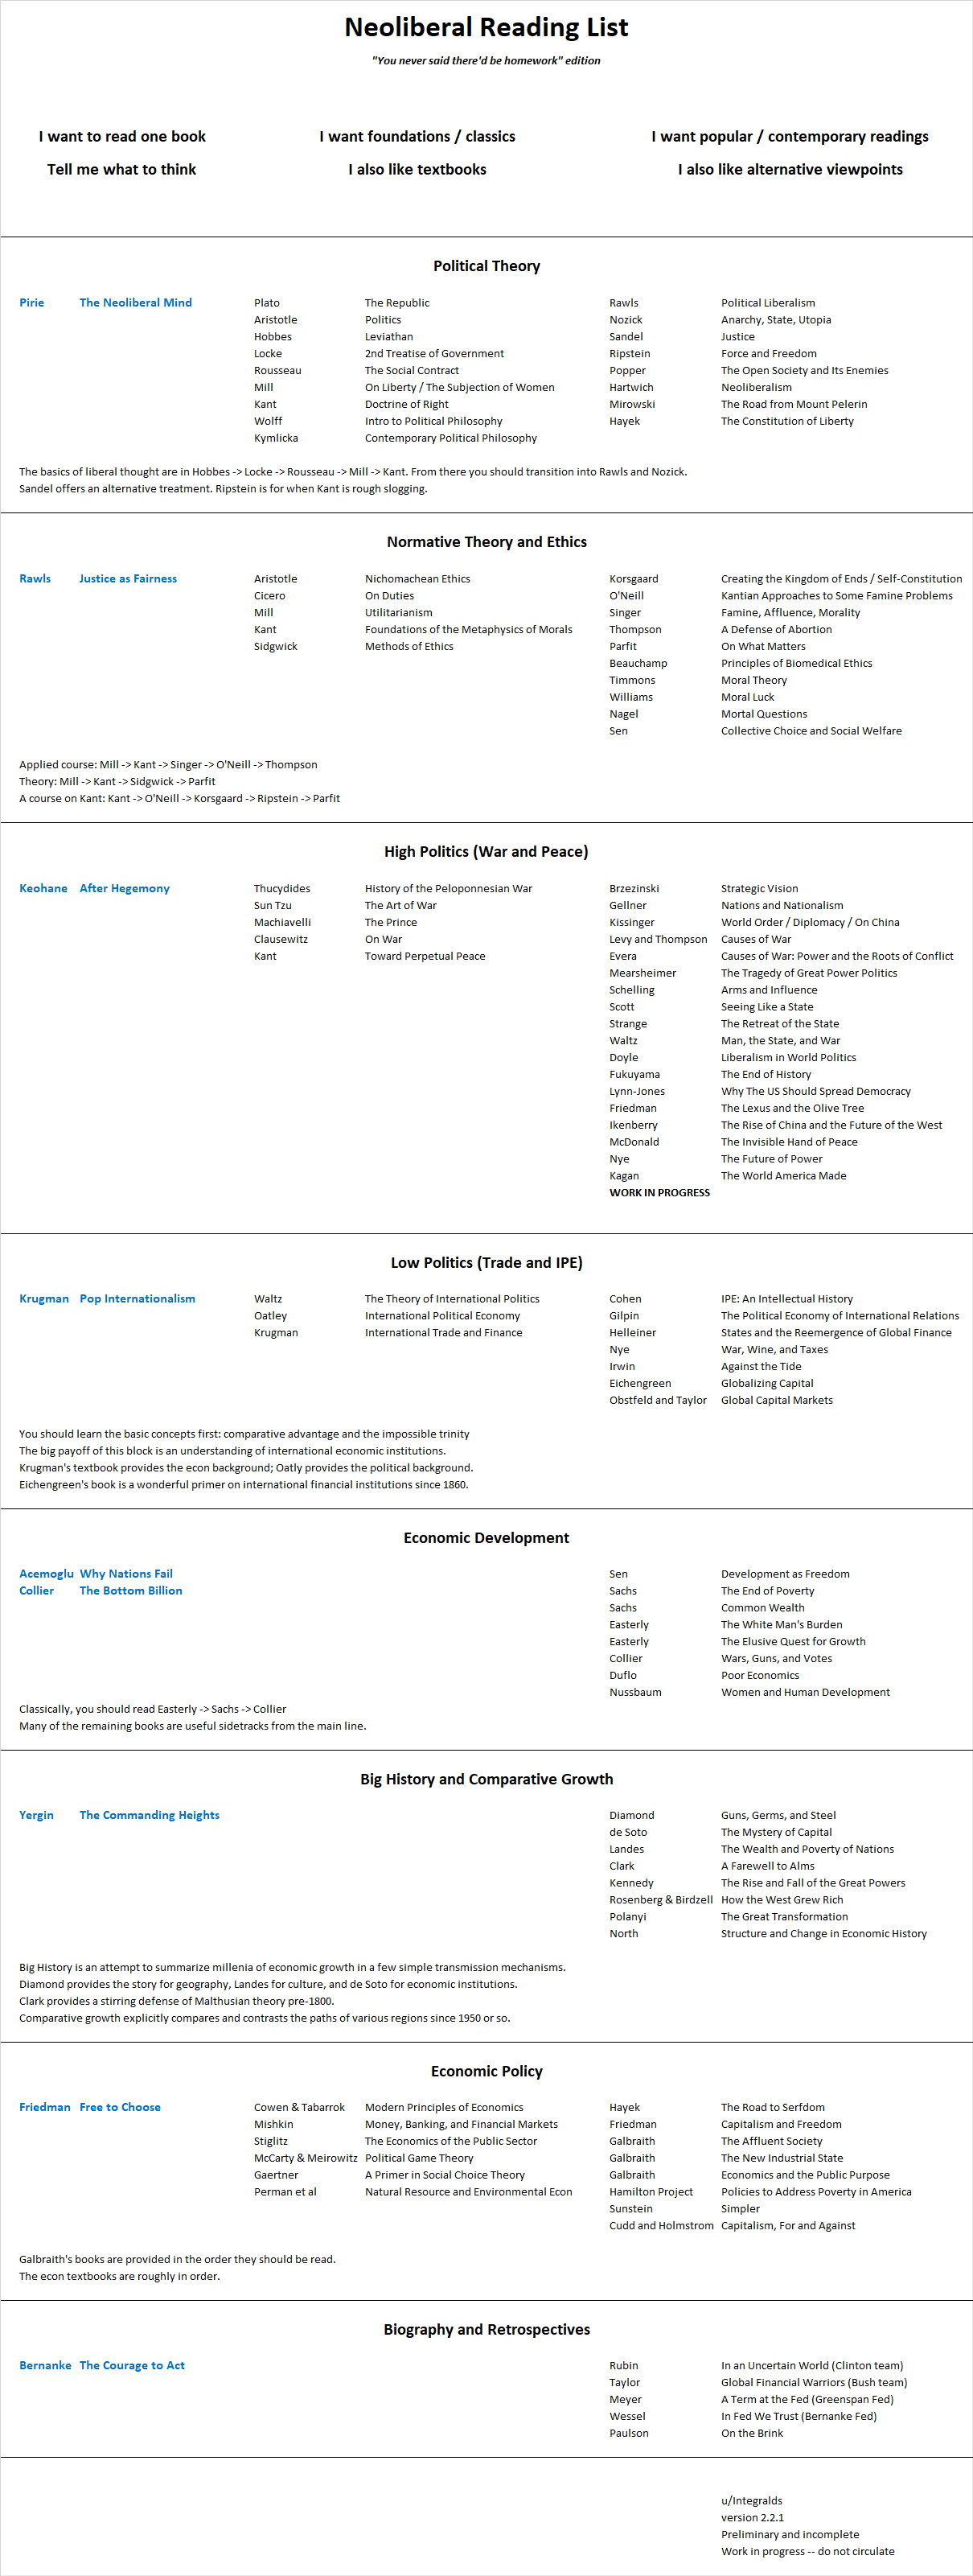 Neoliberal Reading List
"You never said there'd be homework" edition
I want to read one book I want foundations / classics I want popular / contemporary readings
Tell me what to think I also like textbooks I also like alternative viewpoints
Political Theory
Pirie The Neoliberal Mind Plato The Republic Rawls Political Liberalism
Aristotle Politics Nozick Anarchy, State, Utopia
Hobbes Leviathan Sandel Justice
Locke 2nd Treatise of Government Ripstein Force and Freedom
Rousseau The Social Contract Popper The Open Society and Its Enemies
Mill On Liberty / The Subjection of Women Hartwich Neoliberalism
Kant Doctrine of Right Mirowski The Road from Mount Pelerin
Wolff Intro to Political Philosophy Hayek The Constitution of Liberty
Kymlicka Contemporary Political Philosophy
The basics of liberal thought are in Hobbes -> Locke -> Rousseau -> Mill -> Kant. From there you should transition into Rawls and Nozick.
Sandel offers an alternative treatment. Ripstein is for when Kant is rough slogging.
Normative Theory and Ethics
Rawls Justice as Fairness Aristotle Nichomachean Ethics Korsgaard Creating the Kingdom of Ends / Self-Constitution
Cicero On Duties O'Neill Kantian Approaches to Some Famine Problems
Mill Utilitarianism Singer Famine, Affluence, Morality
Kant Foundations of the Metaphysics of Morals Thompson A Defense of Abortion
Sidgwick Methods of Ethics Parfit On What Matters
Beauchamp Principles of Biomedical Ethics
Timmons Moral Theory
Williams Moral Luck
Nagel Mortal Questions
Sen Collective Choice and Social Welfare
Applied course: Mill -> Kant -> Singer -> O'Neill -> Thompson
Theory: Mill -> Kant -> Sidgwick -> Parfit
A course on Kant: Kant -> O'Neill -> Korsgaard -> Ripstein -> Parfit
High Politics (War and Peace)
Keohane After Hegemony Thucydides History of the Peloponnesian War Brzezinski Strategic Vision
Sun Tzu The Art of War Gellner Nations and Nationalism
Machiavelli The Prince Kissinger World Order / Diplomacy / On China
Clausewitz On War Levy and Thompson Causes of War
Kant Toward Perpetual Peace Evera Causes of War: Power and the Roots of Conflict
Mearsheimer The Tragedy of Great Power Politics
Schelling Arms and Influence
Scott Seeing Like a State
Strange The Retreat of the State
Waltz Man, the State, and War
Doyle Liberalism in World Politics
Fukuyama The End of History
Lynn-Jones Why The US Should Spread Democracy
Friedman The Lexus and the Olive Tree
Ikenberry The Rise of China and the Future of the West
McDonald The Invisible Hand of Peace
Nye The Future of Power
Kagan The World America Made
WORK IN PROGRESS
Low Politics (Trade and IPE)
Krugman Pop Internationalism Waltz The Theory of International Politics Cohen IPE: An Intellectual History
Oatley International Political Economy Gilpin The Political Economy of International Relations
Krugman International Trade and Finance Helleiner States and the Reemergence of Global Finance
Nye War, Wine, and Taxes
Irwin Against the Tide
Eichengreen Globalizing Capital
Obstfeld and Taylor Global Capital Markets
You should learn the basic concepts first: comparative advantage and the impossible trinity
The big payoff of this block is an understanding of international economic institutions.
Krugman's textbook provides the econ background; Oatly provides the political background.
Eichengreen's book is a wonderful primer on international financial institutions since 1860.
Economic Development
Acemoglu Why Nations Fail Sen Development as Freedom
Collier The Bottom Billion Sachs The End of Poverty
Sachs Common Wealth
Easterly The White Man's Burden
Easterly The Elusive Quest for Growth
Collier Wars, Guns, and Votes
Duflo Poor Economics
Nussbaum Women and Human Development
Classically, you should read Easterly -> Sachs -> Collier
Many of the remaining books are useful sidetracks from the main line.
Big History and Comparative Growth
Yergin The Commanding Heights Diamond Guns, Germs, and Steel
de Soto The Mystery of Capital
Landes The Wealth and Poverty of Nations
Clark A Farewell to Alms
Kennedy The Rise and Fall of the Great Powers
Rosenberg & Birdzell How the West Grew Rich
Polanyi The Great Transformation
North Structure and Change in Economic History
Big History is an attempt to summarize millenia of economic growth in a few simple transmission mechanisms.
Diamond provides the story for geography, Landes for culture, and de Soto for economic institutions.
Clark provides a stirring defense of Malthusian theory pre-1800.
Comparative growth explicitly compares and contrasts the paths of various regions since 1950 or so.
Economic Policy
Friedman Free to Choose Cowen & Tabarrok Modern Principles of Economics Hayek The Road to Serfdom
Mishkin Money, Banking, and Financial Markets Friedman Capitalism and Freedom
Stiglitz The Economics of the Public Sector Galbraith The Affluent Society
McCarty & Meirowitz Political Game Theory Galbraith The New Industrial State
Gaertner A Primer in Social Choice Theory Galbraith Economics and the Public Purpose
Perman et al Natural Resource and Environmental Econ Hamilton Project Policies to Address Poverty in America
Sunstein Simpler
Cudd and Holmstrom Capitalism, For and Against
Galbraith's books are provided in the order they should be read.
The econ textbooks are roughly in order.
Biography and Retrospectives
Bernanke The Courage to Act Rubin In an Uncertain World (Clinton team)
Taylor Global Financial Warriors (Bush team)
Meyer A Term at the Fed (Greenspan Fed)
Wessel In Fed We Trust (Bernanke Fed)
Paulson On the Brink
u/Integralds
version 2.2.1
Preliminary and incomplete
Work in progress -- do not circulate